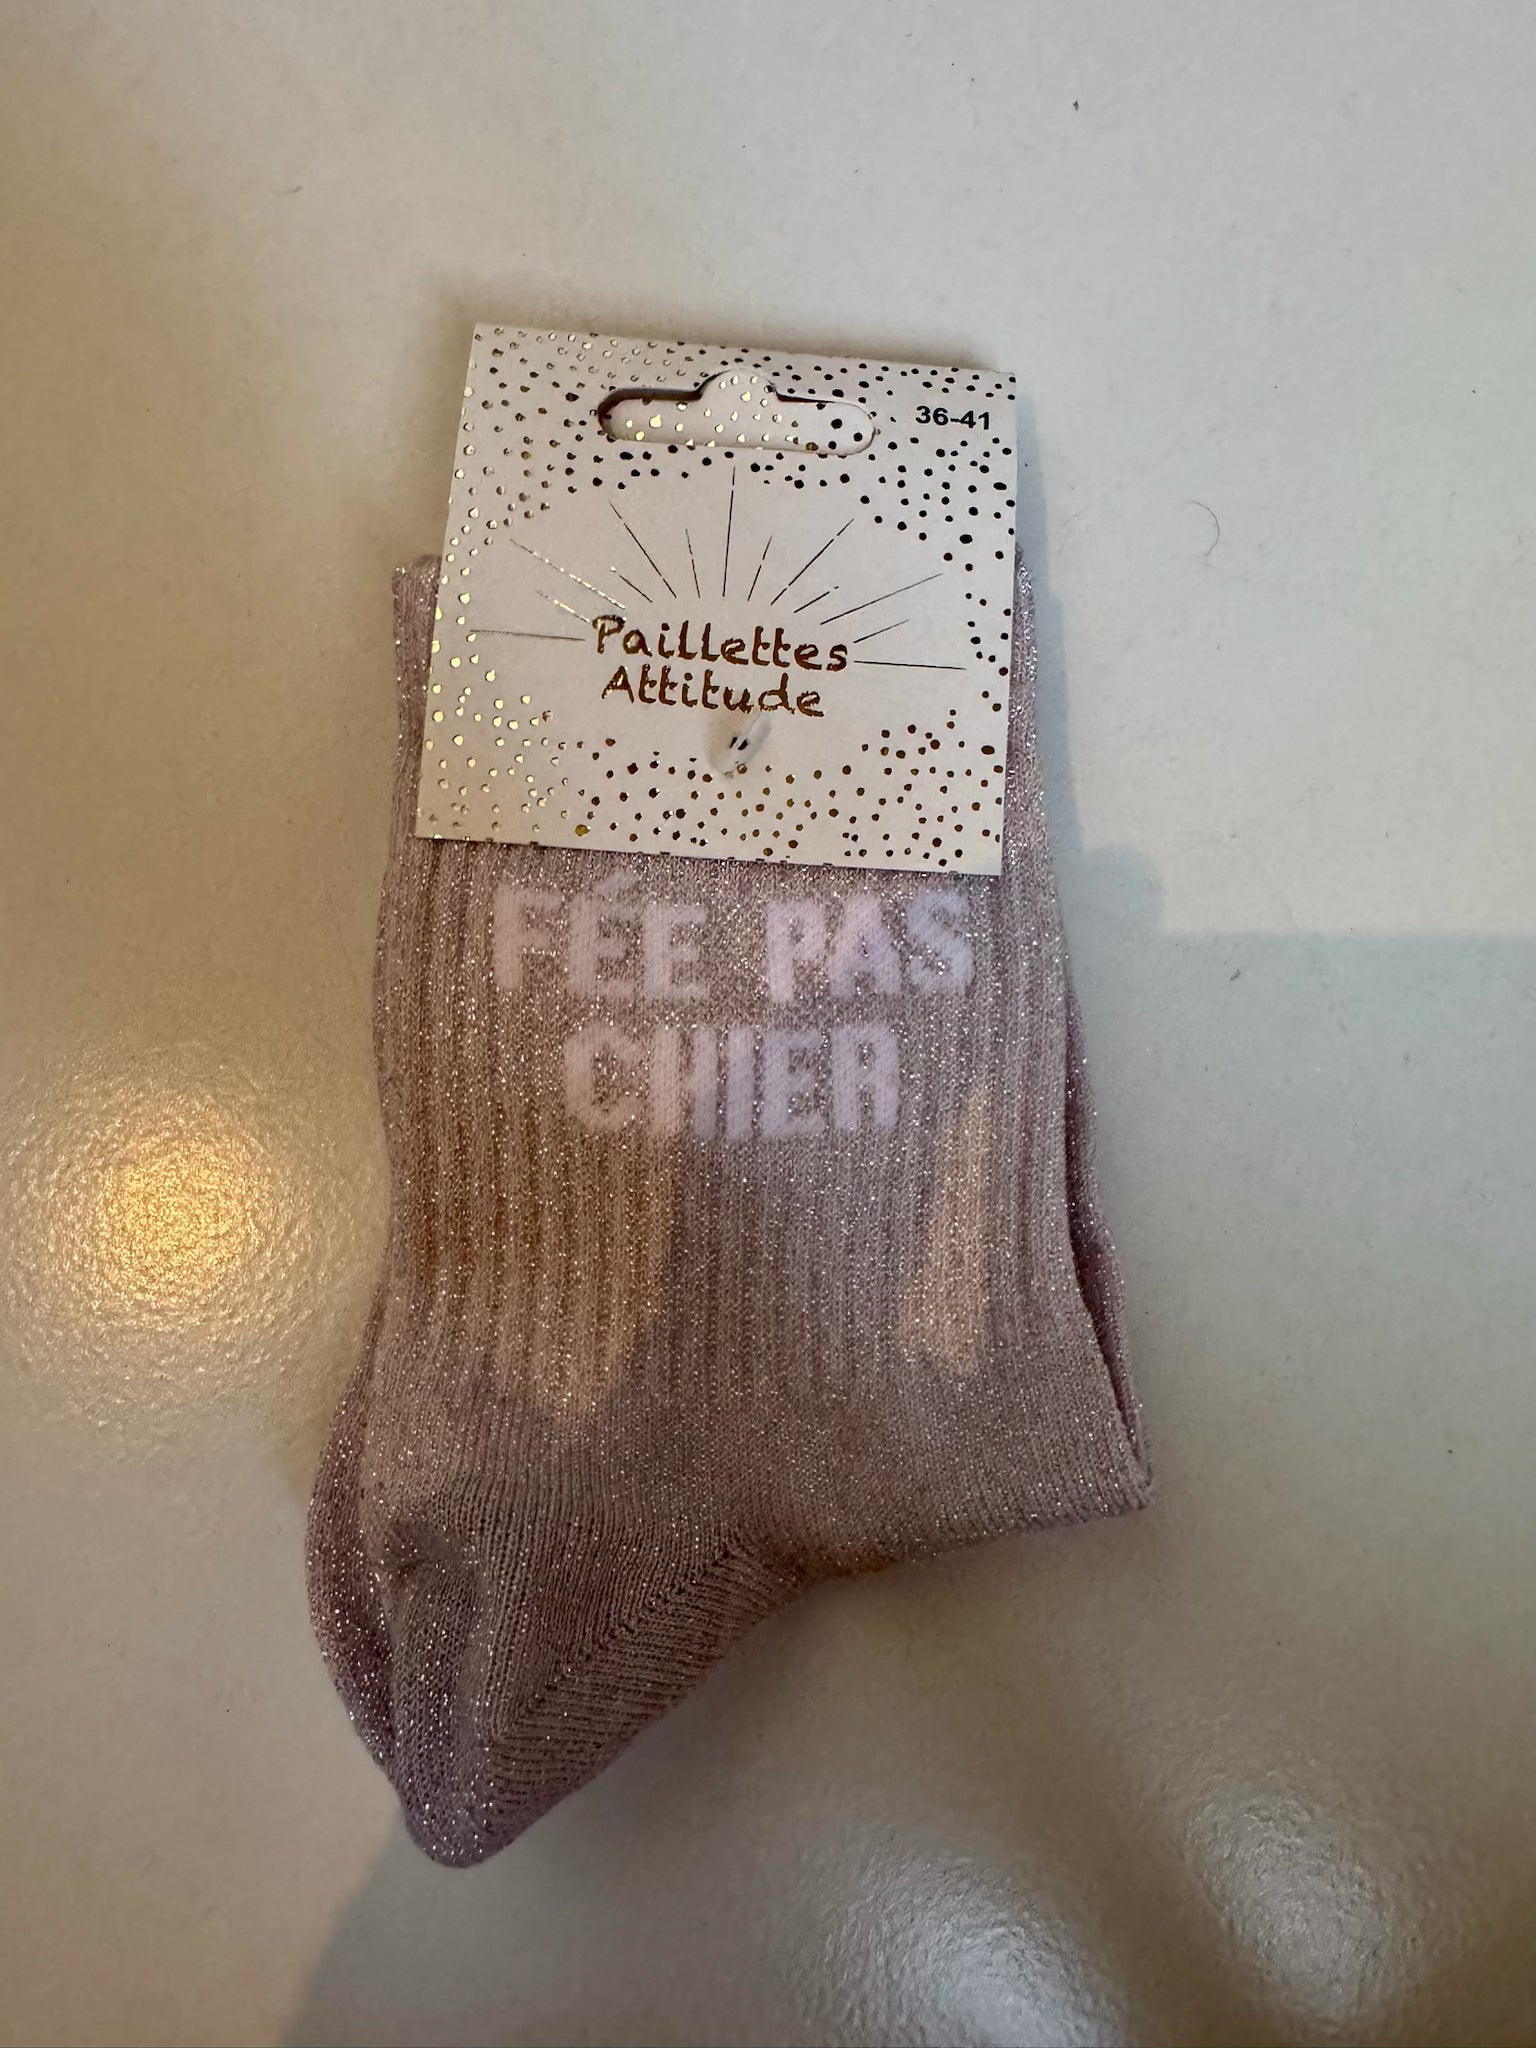 36-41
Paillettes
Attitude
FÉE PAS
CHIER